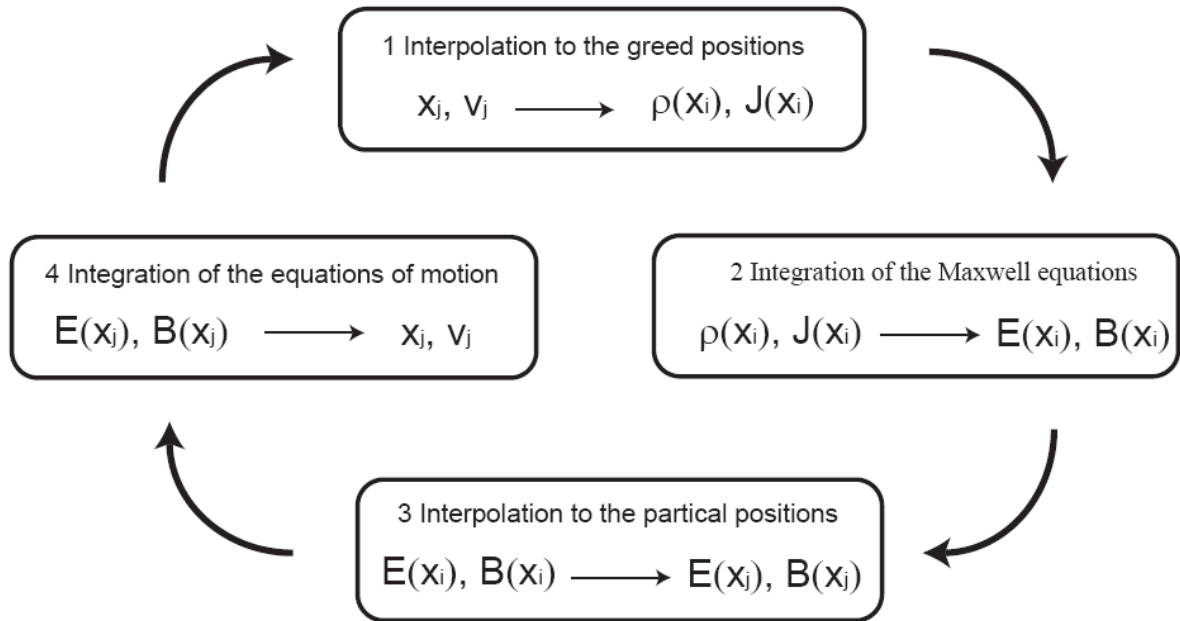 1 Interpolation to the greed positions
xj, vj ⟶ ρ(xi), J(xi)
4 Integration of the equations of motion
E(xj), B(xj) ⟶ xj, vj
2 Integration of the Maxwell equations
ρ(xi), J(xi) ⟶ E(xi), B(xi)
3 Interpolation to the partical positions
E(xi), B(xi) ⟶ E(xj), B(xj)